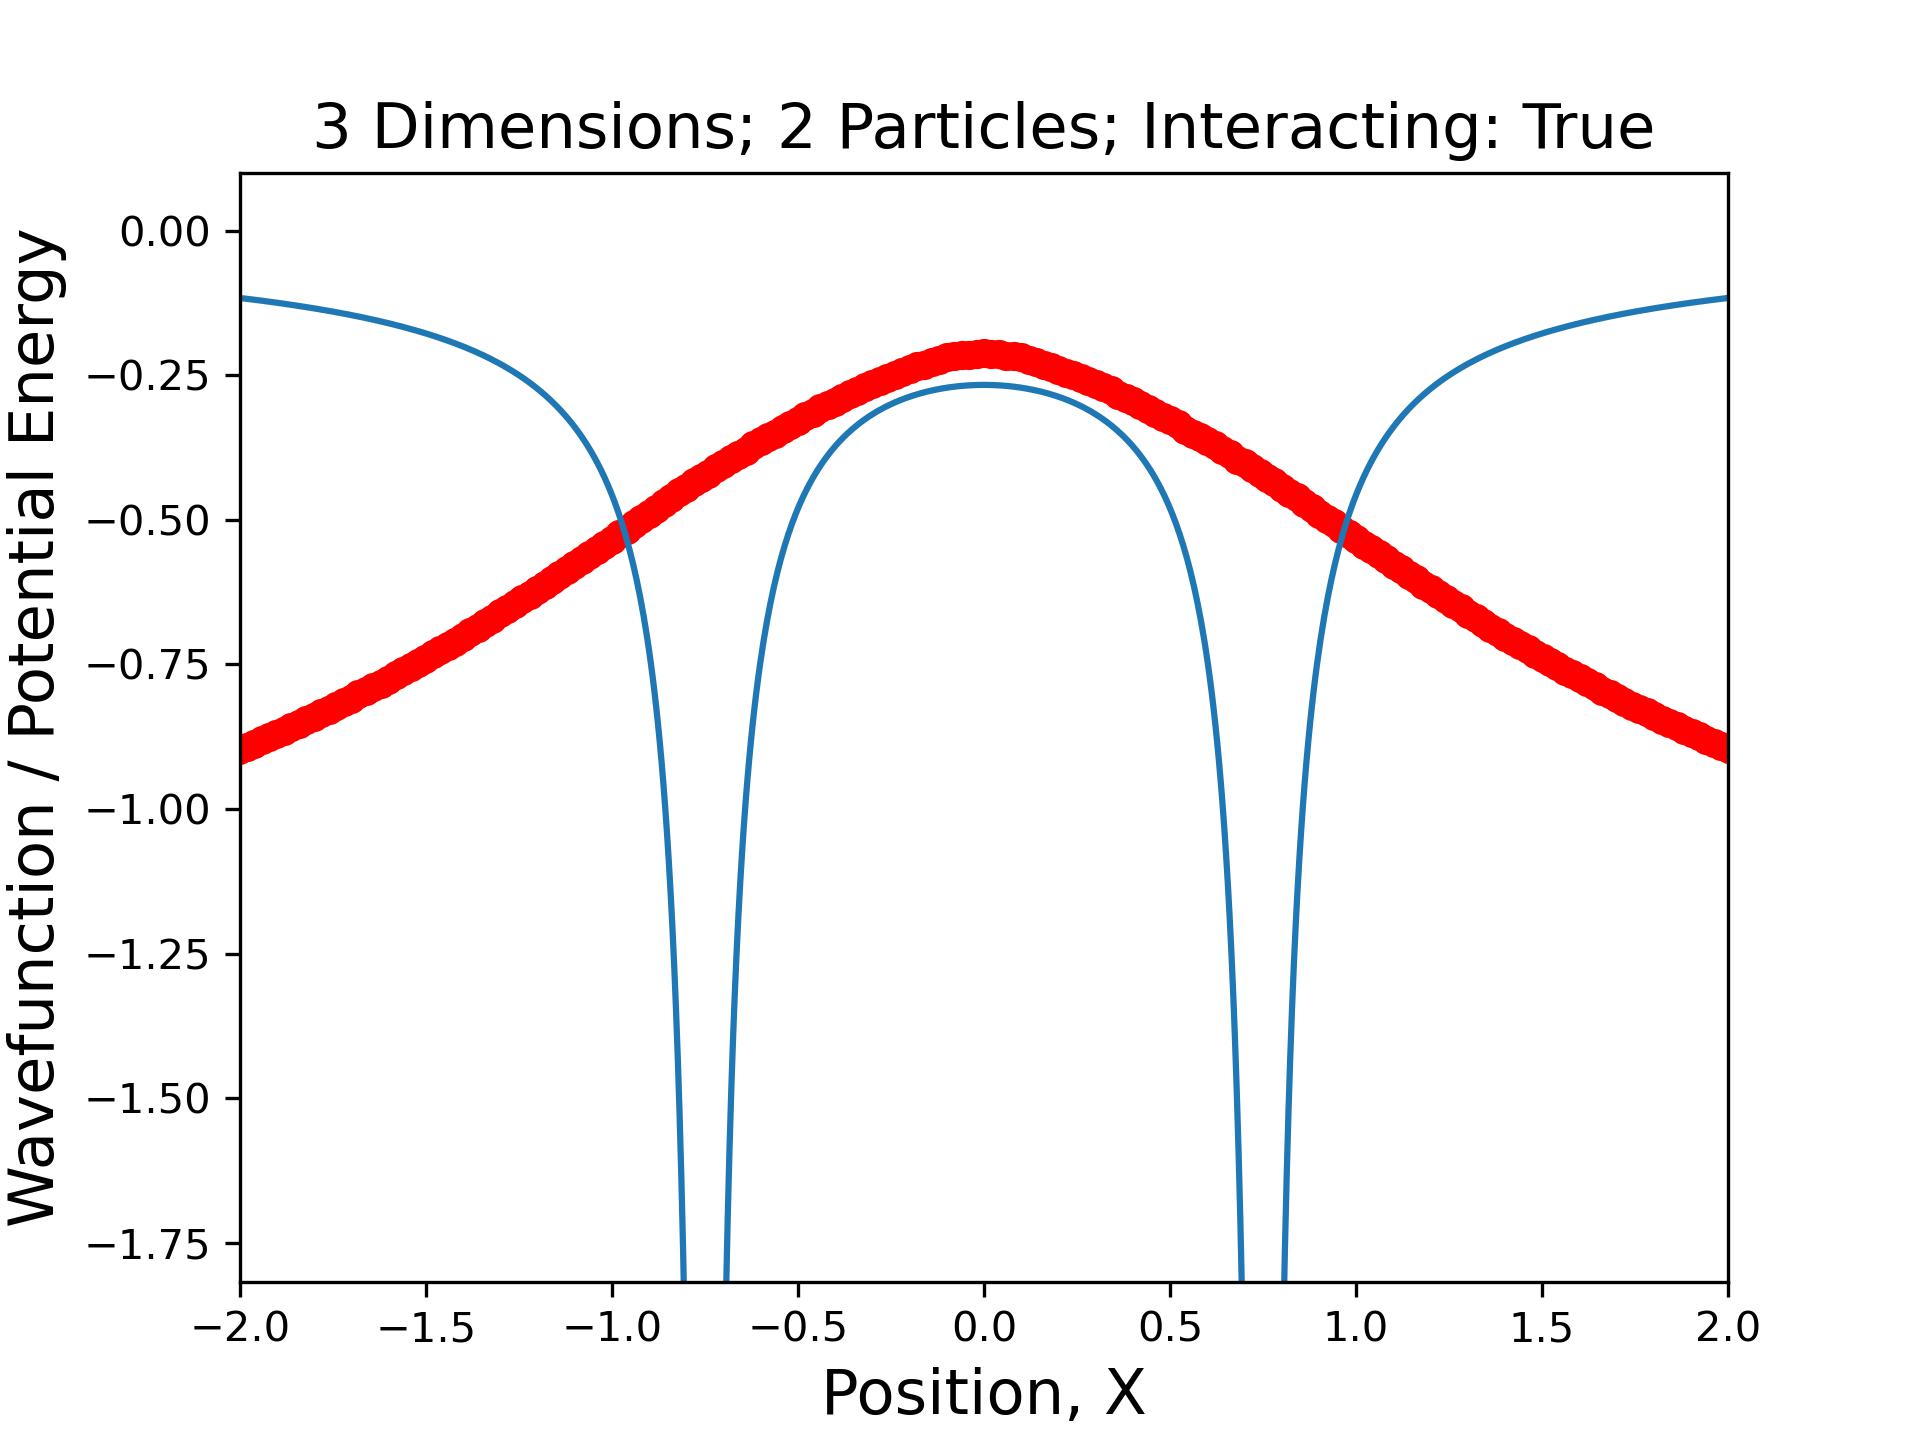 3 Dimensions; 2 Particles; Interacting: True
Wavefunction / Potential Energy
0.00
−0.25
−0.50
−0.75
−1.00
−1.25
−1.50
−1.75
−2.0 −1.5 −1.0 −0.5 0.0 0.5 1.0 1.5 2.0
Position, X